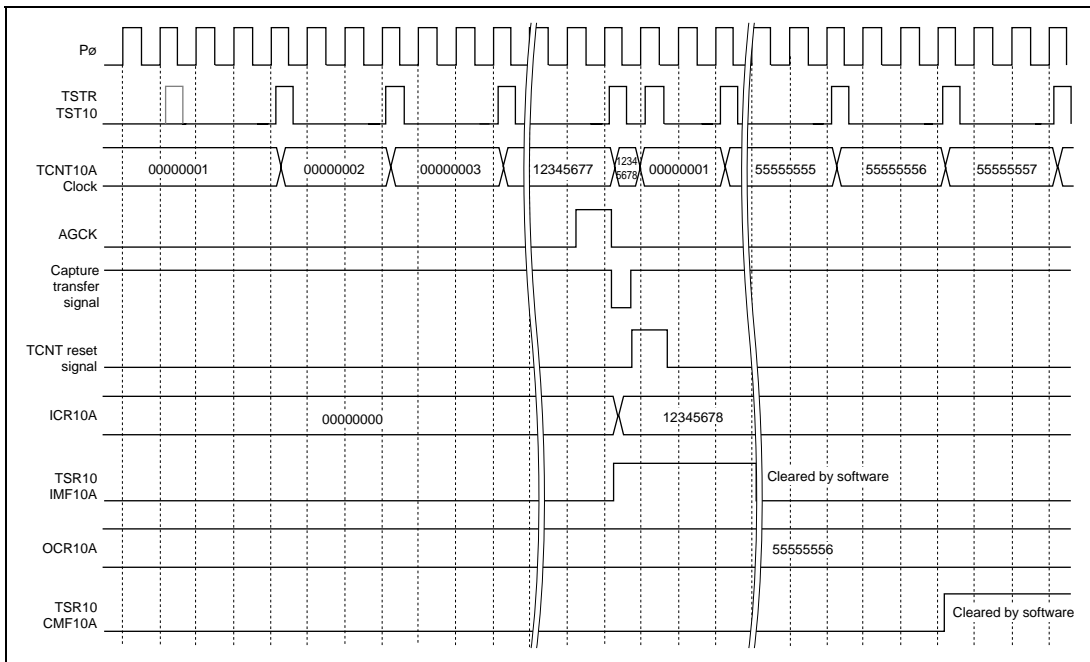 Pø
TSTR
TST10
TCNT10A
Clock
00000001
00000002
00000003
12345677
1234
5678
00000001
55555555
55555556
55555557
AGCK
Capture
transfer
signal
TCNT reset
signal
ICR10A
00000000
12345678
TSR10
IMF10A
Cleared by software
OCR10A
55555556
TSR10
CMF10A
Cleared by software